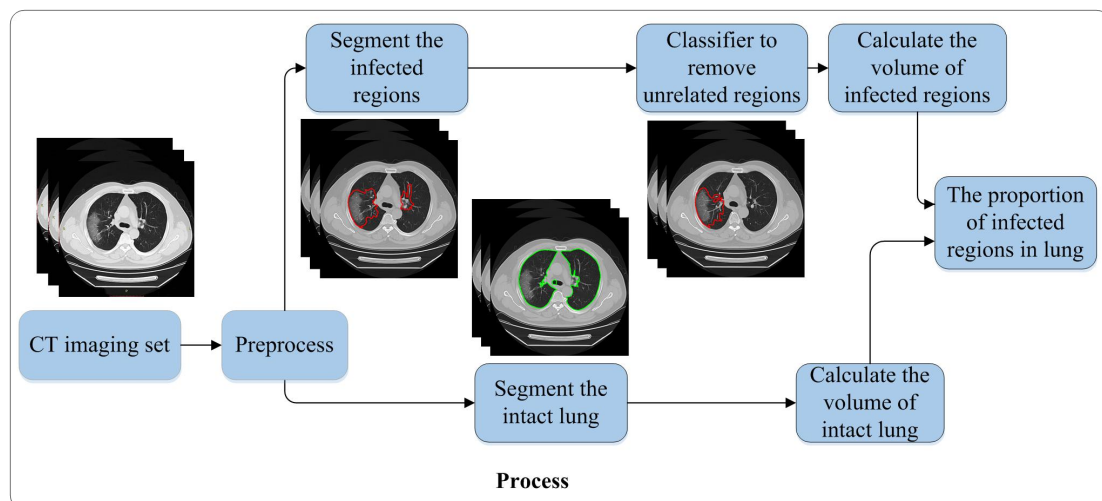 Segment the
infected
regions
Classifier to
remove
unrelated regions
Calculate the
volume of
infected regions
The proportion
of infected
regions in lung
CT imaging set
Preprocess
Segment the
intact lung
Calculate the
volume of
intact lung
Process